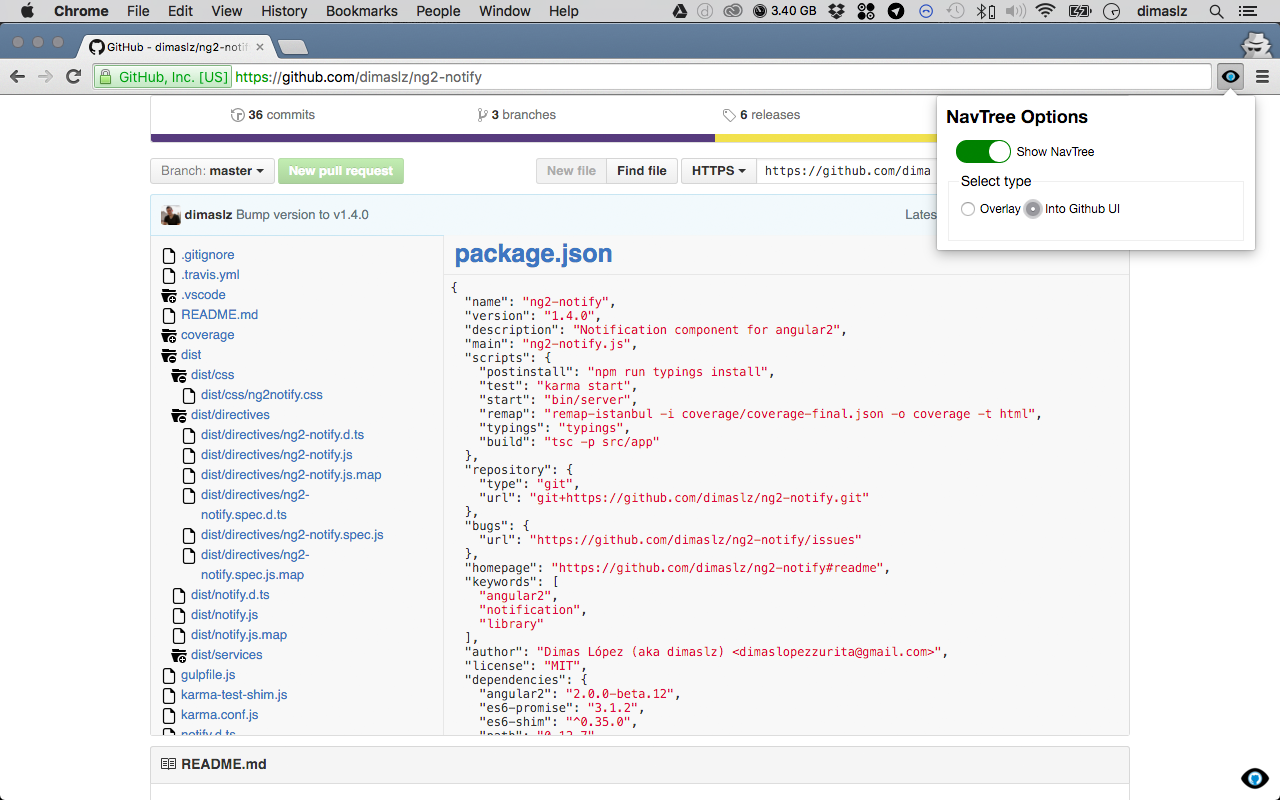 Chrome File Edit View History Bookmarks People Window Help 3.40 GB dimaslz
GitHub - dimaslz/ng2-notif
GitHub, Inc. [US] https://github.com/dimaslz/ng2-notify
36 commits 3 branches 6 releases
NavTree Options
Show NavTree
Select type
Overlay Into Github UI
Branch: master New pull request New file Find file HTTPS https://github.com/dima
dimaslz Bump version to v1.4.0 Lates
.gitignore
.travis.yml
.vscode
README.md
coverage
dist
dist/css
dist/css/ng2notify.css
dist/directives
dist/directives/ng2-notify.d.ts
dist/directives/ng2-notify.js
dist/directives/ng2-notify.js.map
dist/directives/ng2-
notify.spec.d.ts
dist/directives/ng2-notify.spec.js
dist/directives/ng2-
notify.spec.js.map
dist/notify.d.ts
dist/notify.js
dist/notify.js.map
dist/services
gulpfile.js
karma-test-shim.js
karma.conf.js
notify.d.ts
package.json
{
"name": "ng2-notify",
"version": "1.4.0",
"description": "Notification component for angular2",
"main": "ng2-notify.js",
"scripts": {
"postinstall": "npm run typings install",
"test": "karma start",
"start": "bin/server",
"remap": "remap-istanbul -i coverage/coverage-final.json -o coverage -t html",
"typings": "typings",
"build": "tsc -p src/app"
},
"repository": {
"type": "git",
"url": "git+https://github.com/dimaslz/ng2-notify.git"
},
"bugs": {
"url": "https://github.com/dimaslz/ng2-notify/issues"
},
"homepage": "https://github.com/dimaslz/ng2-notify#readme",
"keywords": [
"angular2",
"notification",
"library"
],
"author": "Dimas López (aka dimaslz) <dimaslopezzurita@gmail.com>",
"license": "MIT",
"dependencies": {
"angular2": "2.0.0-beta.12",
"es6-promise": "3.1.2",
"es6-shim": "^0.35.0",
"path": "0.12.7"
README.md